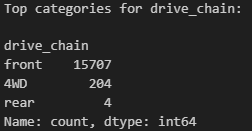 Top categories for drive_chain:

drive_chain
front    15707
4WD        204
rear         4
Name: count, dtype: int64